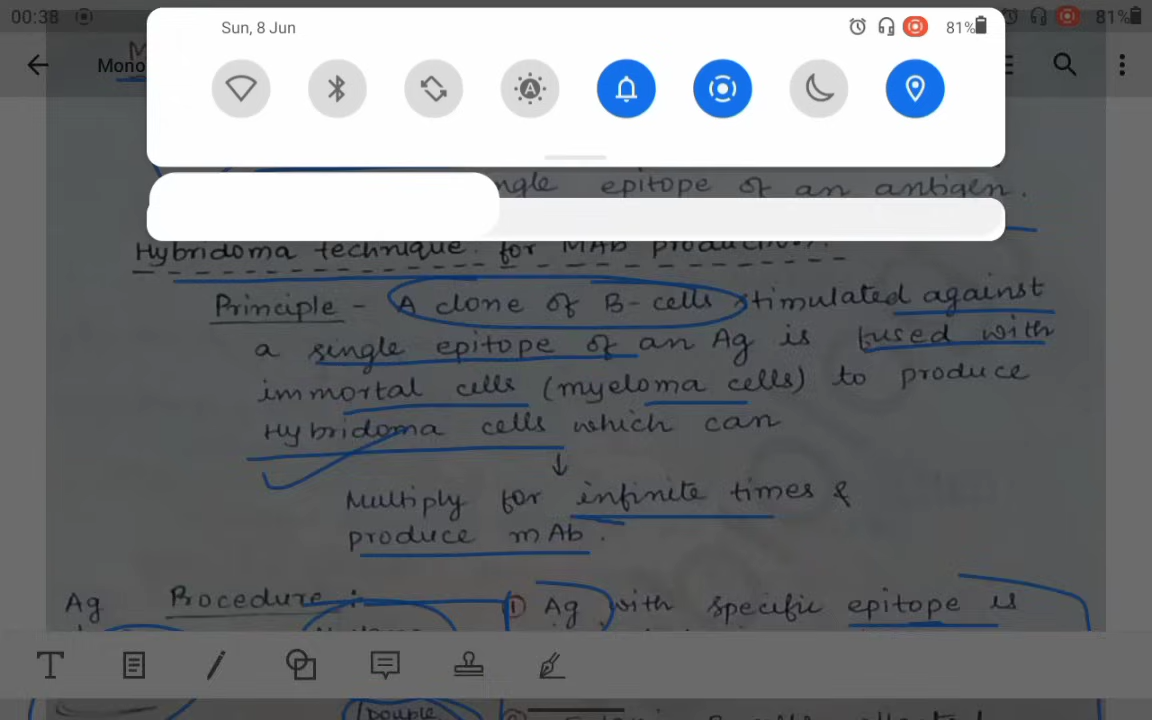 00:38
Sun, 8 Jun
81%
81%
Mono
ngle epitope of an antigen.
Hybridoma technique for MAb production.
Principle - A clone of B-cells stimulated against
a single epitope of an Ag is fused with
immortal cells (myeloma cells) to produce
Hybridoma cells which can
↓
Multiply for infinite times &
produce mAb.
Ag Procedure :
① Ag with specific epitope is
Double
T